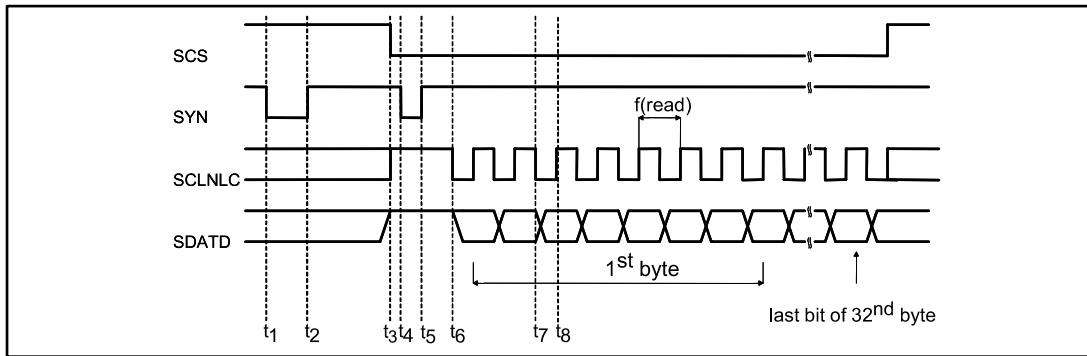 SCS
SYN
f(read)
SCLNLC
SDATD
1st byte
last bit of 32nd byte
t1 t2 t3 t4 t5 t6 t7 t8